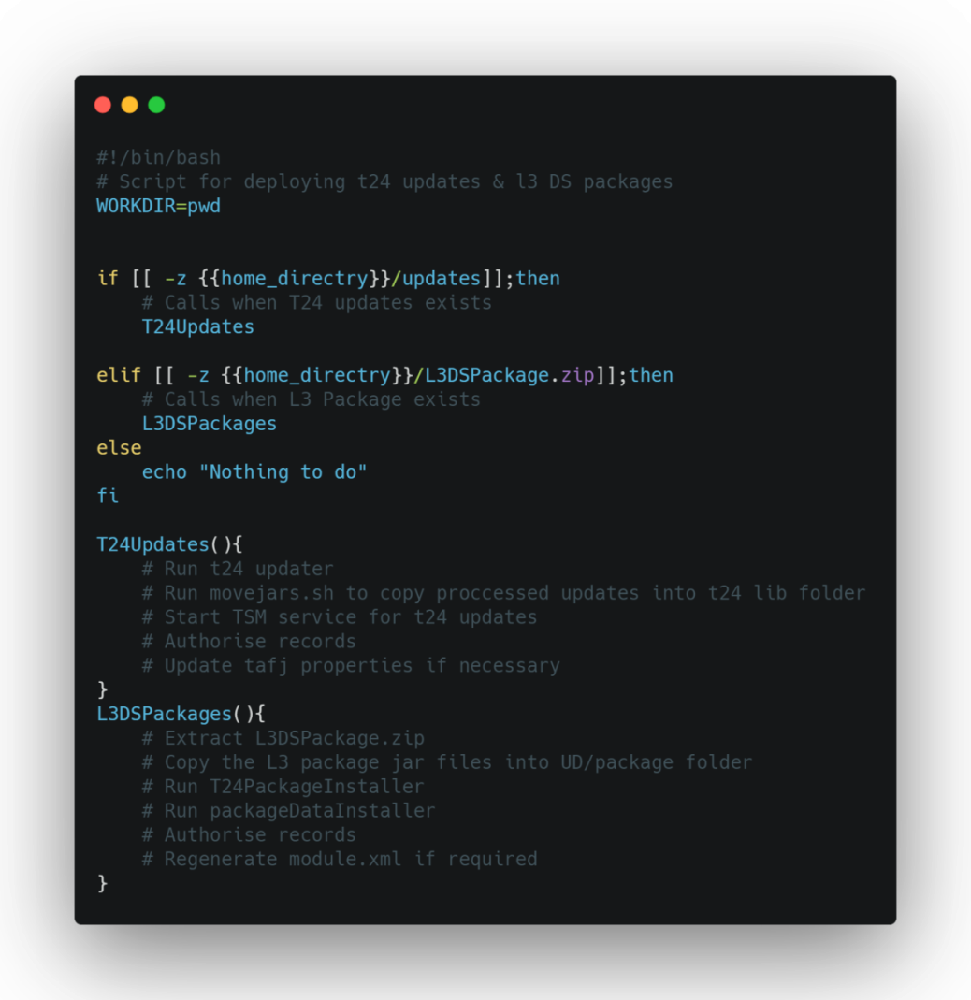 #!/bin/bash
# Script for deploying t24 updates & l3 DS packages
WORKDIR=pwd
if [[ -z {{home_directry}}/updates]];then
# Calls when T24 updates exists
T24Updates
elif [[ -z {{home_directry}}/L3DSPackage.zip]];then
# Calls when L3 Package exists
L3DSPackages
else
echo "Nothing to do"
fi
T24Updates(){
# Run t24 updater
# Run movejars.sh to copy proccessed updates into t24 lib folder
# Start TSM service for t24 updates
# Authorise records
# Update tafj properties if necessary
}
L3DSPackages(){
# Extract L3DSPackage.zip
# Copy the L3 package jar files into UD/package folder
# Run T24PackageInstaller
# Run packageDataInstaller
# Authorise records
# Regenerate module.xml if required
}